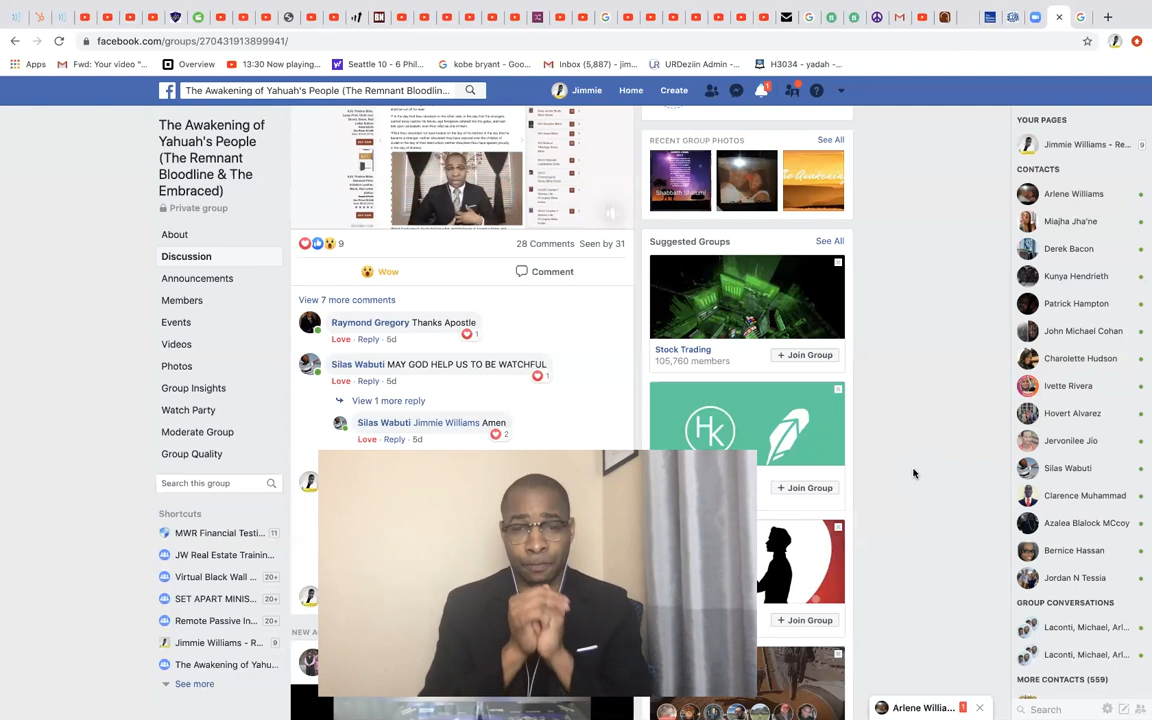 facebook.com/groups/270431913899941/
Apps
Fwd: Your video "...
Overview
13:30 Now playing...
Seattle 10 - 6 Phil...
kobe bryant - Goo...
Inbox (5,887) - jim...
URDeziin Admin -...
H3034 - yadah -...
The Awakening of Yahuah's People (The Remnant Bloodlin...
Jimmie
Home
Create
1
The Awakening of
Yahuah's People
(The Remnant
Bloodline & The
Embraced)
Private group
About
Discussion
Announcements
Members
Events
Videos
Photos
Group Insights
Watch Party
Moderate Group
Group Quality
Search this group
Shortcuts
MWR Financial Testi... 11
JW Real Estate Trainin...
Virtual Black Wall ... 20+
SET APART MINIS... 20+
Remote Passive In... 20+
Jimmie Williams - R... 9
The Awakening of Yahu...
See more
9
28 Comments Seen by 31
Wow
Comment
View 7 more comments
Raymond Gregory Thanks Apostle
1
Love · Reply · 5d
Silas Wabuti MAY GOD HELP US TO BE WATCHFUL
1
Love · Reply · 5d
View 1 more reply
Silas Wabuti Jimmie Williams Amen
2
Love · Reply · 5d
RECENT GROUP PHOTOS
See All
Shabbath Shalum!
The Awakening
Suggested Groups
See All
Stock Trading
105,760 members
+ Join Group
HK
+ Join Group
+ Join Group
YOUR PAGES
Jimmie Williams - Re... 9
CONTACTS
Arlene Williams
Miajha Jha'ne
Derek Bacon
Kunya Hendrieth
Patrick Hampton
John Michael Cohan
Charolette Hudson
Ivette Rivera
Hovert Alvarez
Jervonilee Jio
Silas Wabuti
Clarence Muhammad
Azalea Blalock MCcoy
Bernice Hassan
Jordan N Tessia
GROUP CONVERSATIONS
Laconti, Michael, Arl...
Laconti, Michael, Arl...
MORE CONTACTS (559)
Arlene Willia... 1
Search